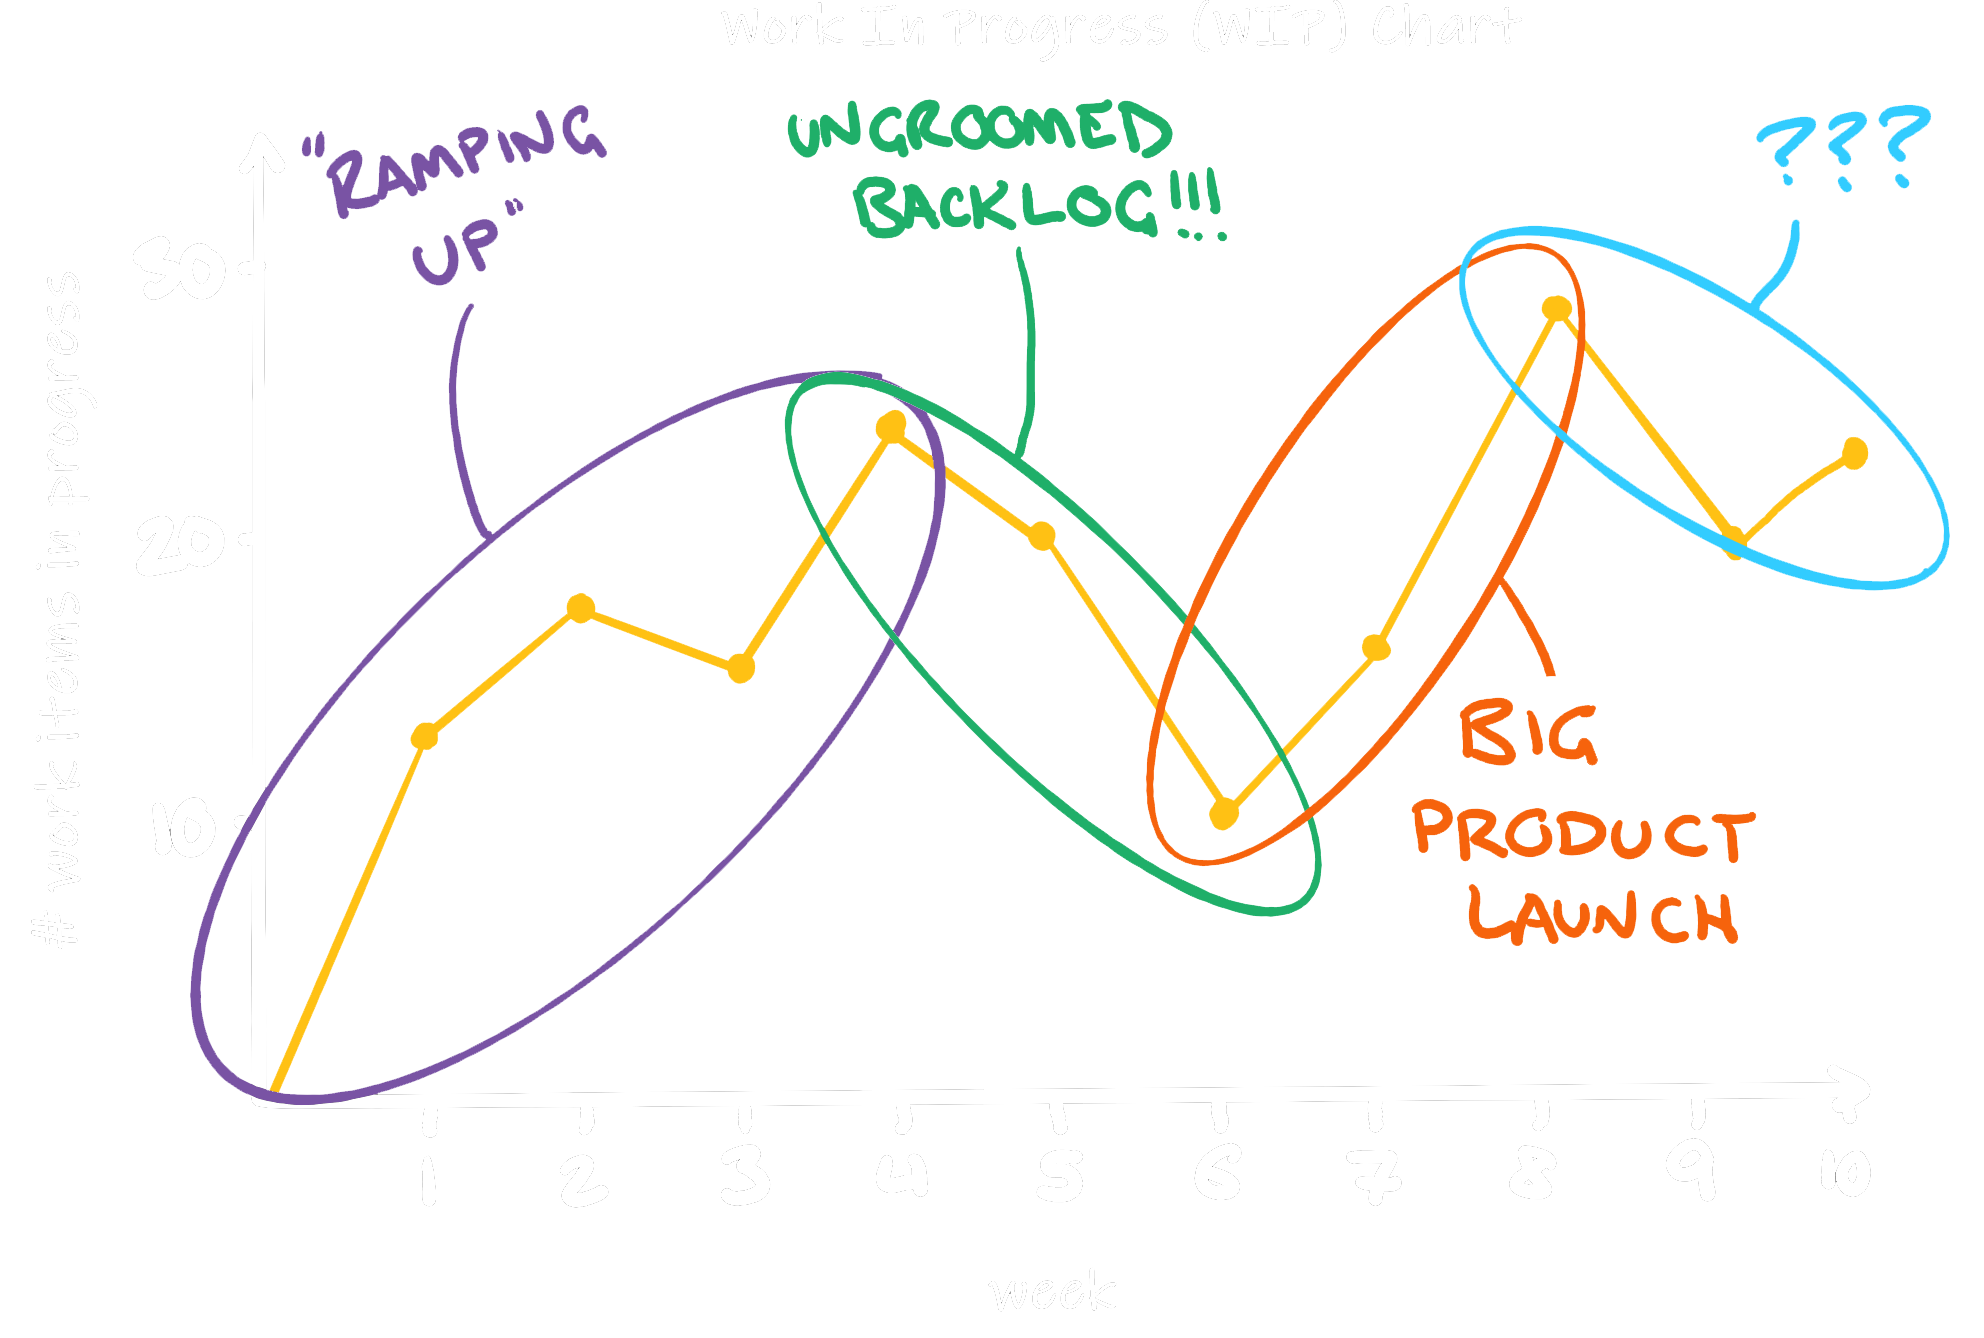 Work In Progress (WIP) Chart
"RAMPING
UP"
UNGROOMED
BACKLOG!!!
???
# work items in progress
30
20
10
BIG
PRODUCT
LAUNCH
1 2 3 4 5 6 7 8 9 10
week